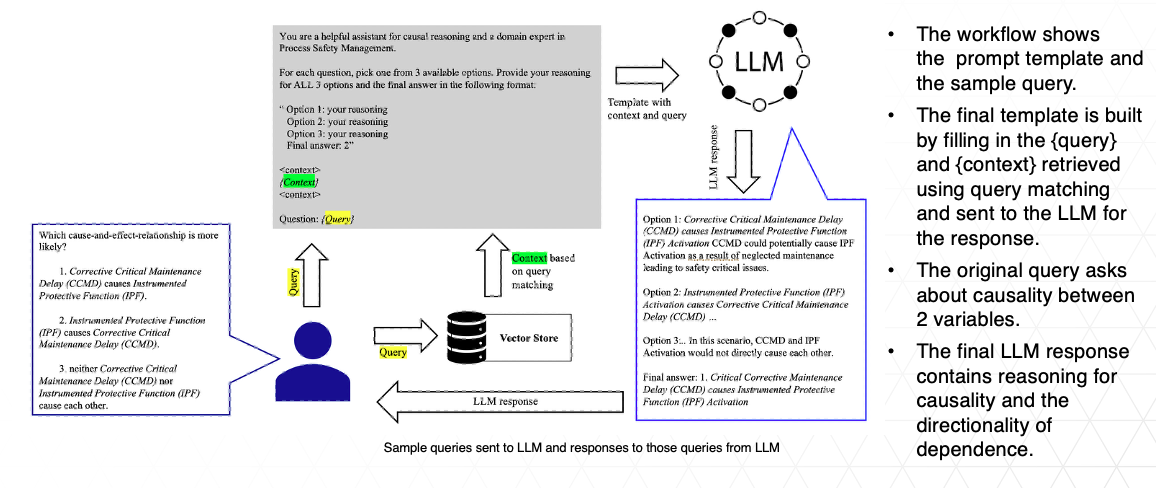 You are a helpful assistant for causal reasoning and a domain expert in
Process Safety Management.
For each question, pick one from 3 available options. Provide your reasoning
for ALL 3 options and the final answer in the following format.
“ Option 1: your reasoning
Option 2: your reasoning
Option 3: your reasoning
Final answer: 2”
<context>
{Context}
<context>
Question: {Query}
Template with
context and query
LLM
LLM response
Which cause-and-effect-relationship is more
likely?
1. Corrective Critical Maintenance
Delay (CCMD) causes Instrumented
Protective Function (IPF).
2. Instrumented Protective Function
(IPF) causes Corrective Critical
Maintenance Delay (CCMD).
3. neither Corrective Critical
Maintenance Delay (CCMD) nor
Instrumented Protective Function (IPF)
cause each other.
Query
Context based
on query
matching
Query
Vector Store
LLM response
Option 1: Corrective Critical Maintenance Delay
(CCMD) causes Instrumented Protective Function
(IPF) Activation CCMD could potentially cause IPF
Activation as a result of neglected maintenance
leading to safety critical issues.
Option 2: Instrumented Protective Function (IPF)
Activation causes Corrective Critical Maintenance
Delay (CCMD) ...
Option 3:.. In this scenario, CCMD and IPF
Activation would not directly cause each other.
Final answer: 1. Critical Corrective Maintenance
Delay (CCMD) causes Instrumented Protective
Function (IPF) Activation
Sample queries sent to LLM and responses to those queries from LLM
• The workflow shows
the prompt template and
the sample query.
• The final template is built
by filling in the {query}
and {context} retrieved
using query matching
and sent to the LLM for
the response.
• The original query asks
about causality between
2 variables.
• The final LLM response
contains reasoning for
causality and the
directionality of
dependence.